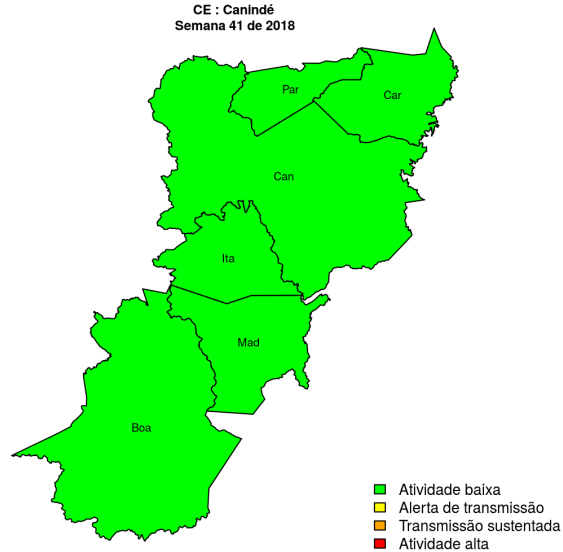 CE : Canindé
Semana 41 de 2018
Par
Car
Can
Ita
Mad
Boa
Atividade baixa
Alerta de transmissão
Transmissão sustentada
Atividade alta